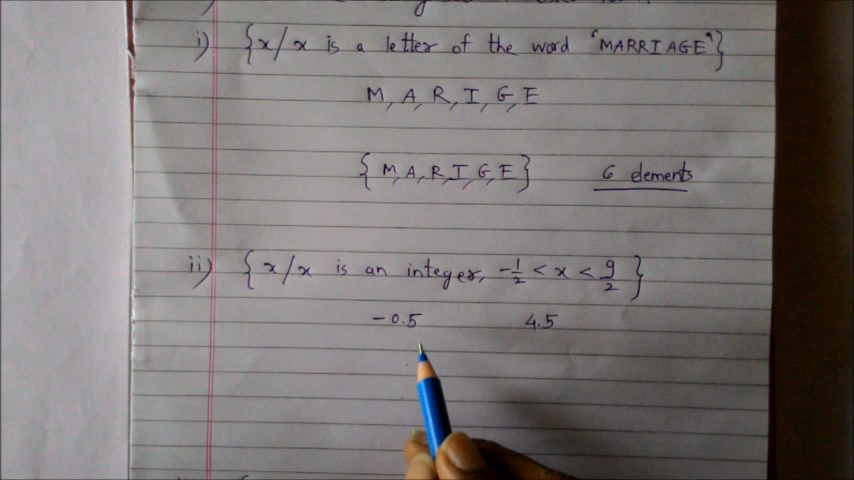 i) {x/x is a letter of the word "MARRIAGE"}
M, A, R, I, G, E
{M, A, R, I, G, E} 6 elements
ii) {x/x is an integer, -1/2 < x < 9/2}
-0.5 4.5